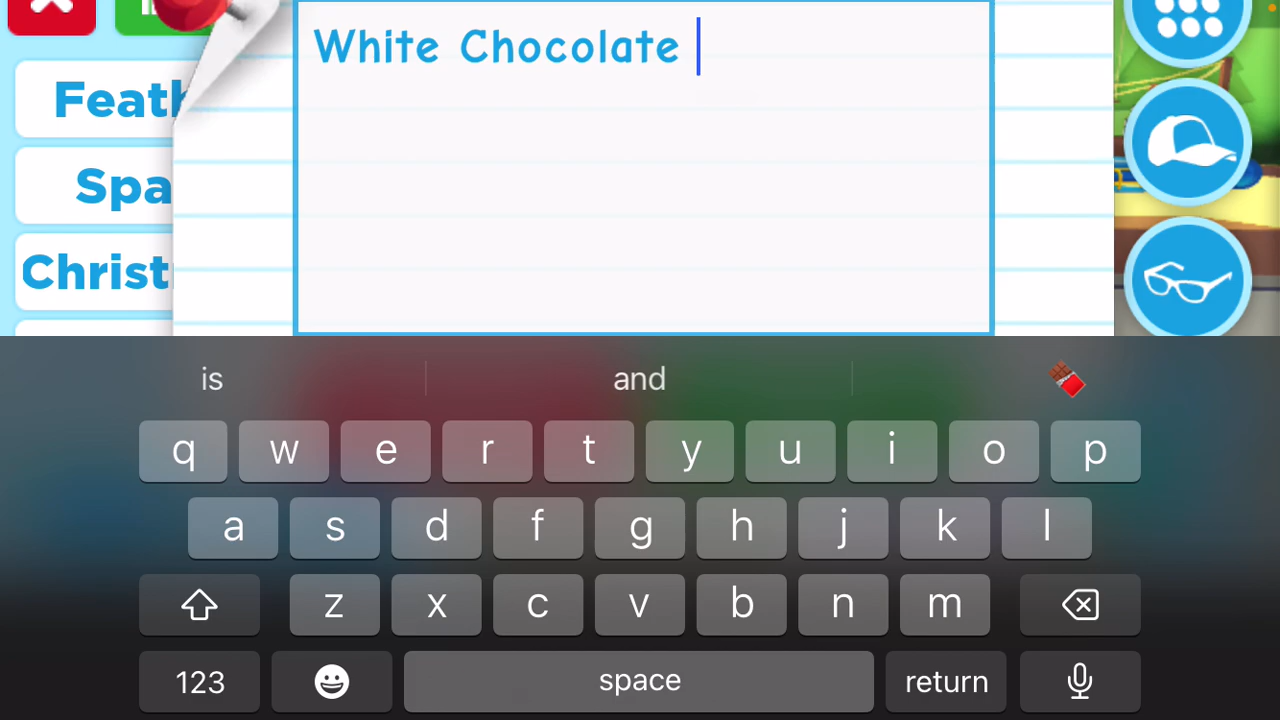 White Chocolate
Feath
Spa
Christ
is and
q w e r t y u i o p
a s d f g h j k l
z x c v b n m
123 space return